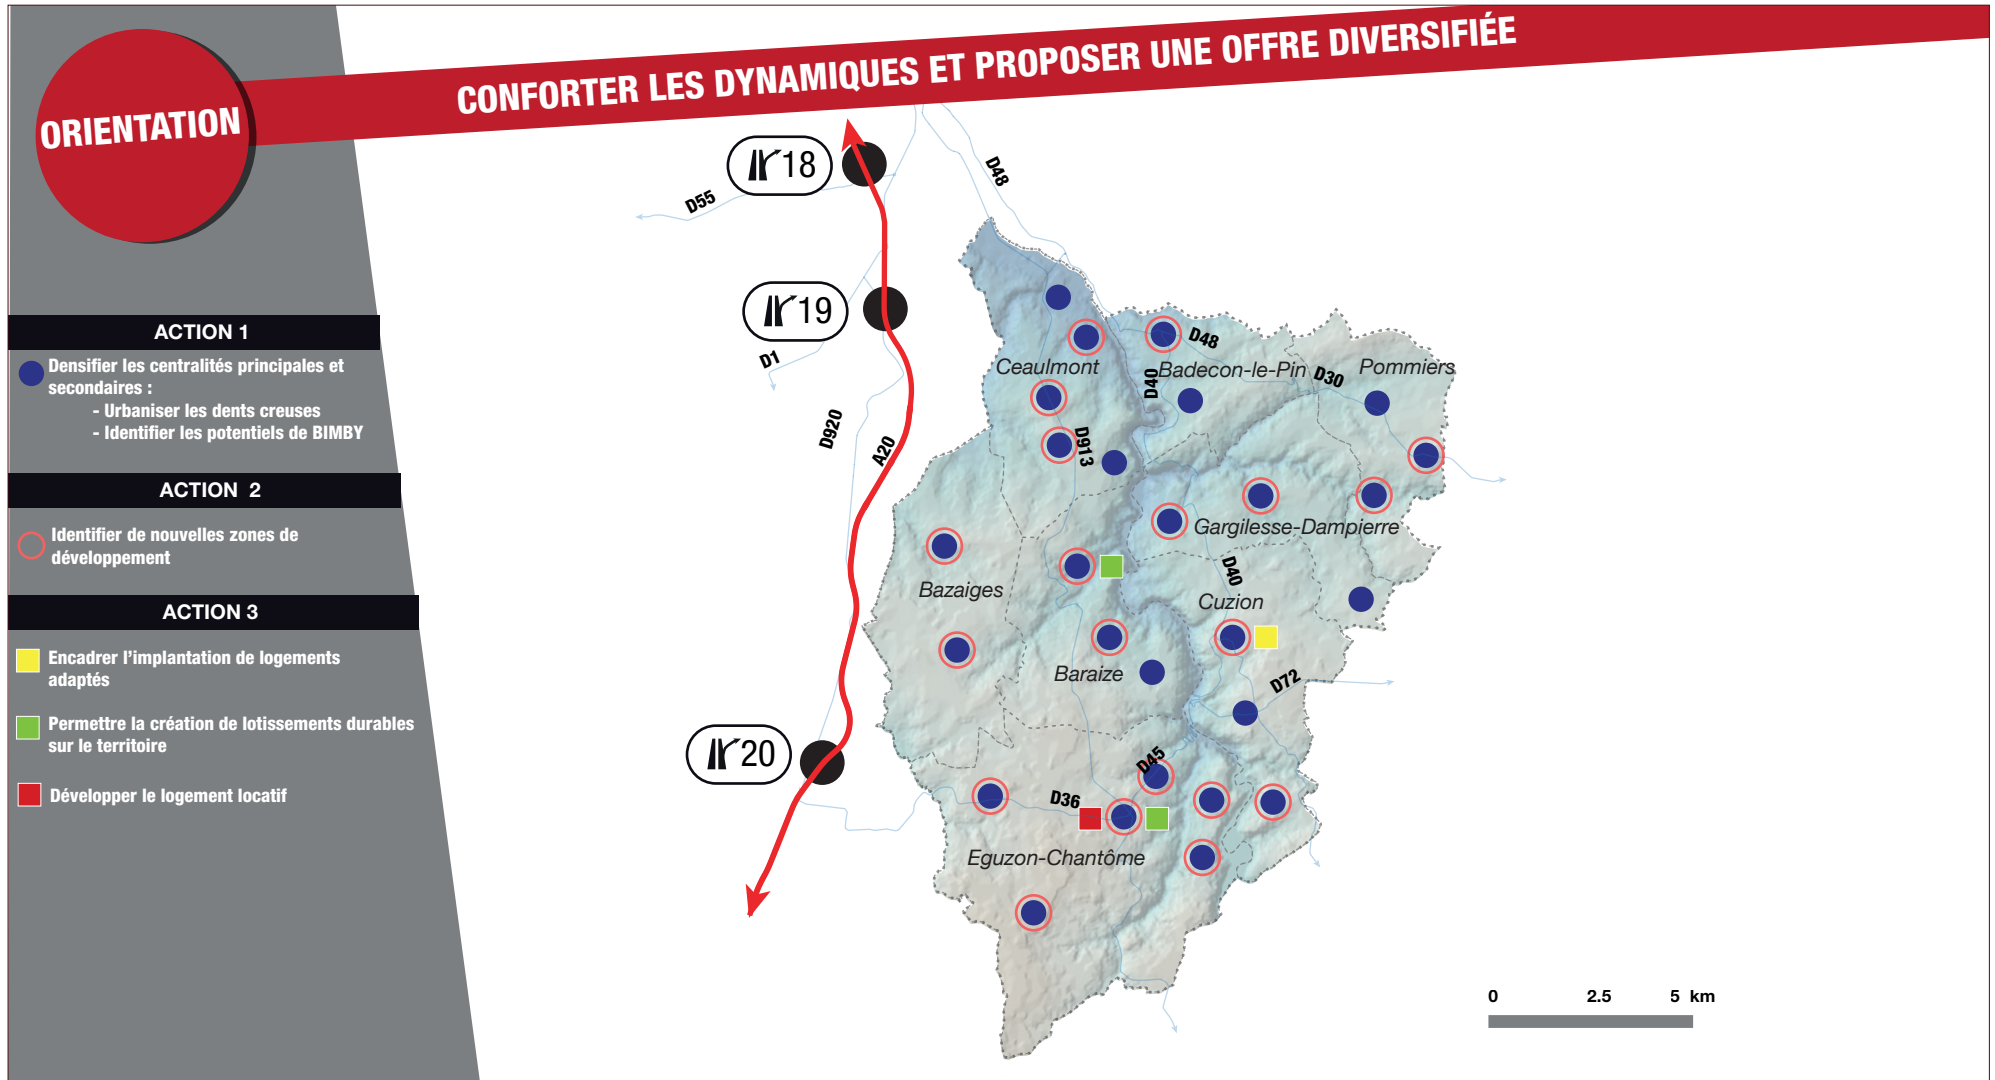 CONFORTER LES DYNAMIQUES ET PROPOSER UNE OFFRE DIVERSIFIÉE
ORIENTATION
ACTION 1
Densifier les centralités principales et
secondaires :
- Urbaniser les dents creuses
- Identifier les potentiels de BIMBY
ACTION 2
Identifier de nouvelles zones de
développement
ACTION 3
Encadrer l'implantation de logements
adaptés
Permettre la création de lotissements durables
sur le territoire
Développer le logement locatif
18
D55
D48
19
D1
D920
A20
20
Ceaulmont
D48
D40
Badecon-le-Pin
D30
Pommiers
D913
Gargilesse-Dampierre
Bazaiges
D40
Cuzion
Baraize
D72
D45
D36
Eguzon-Chantôme
0 2.5 5 km